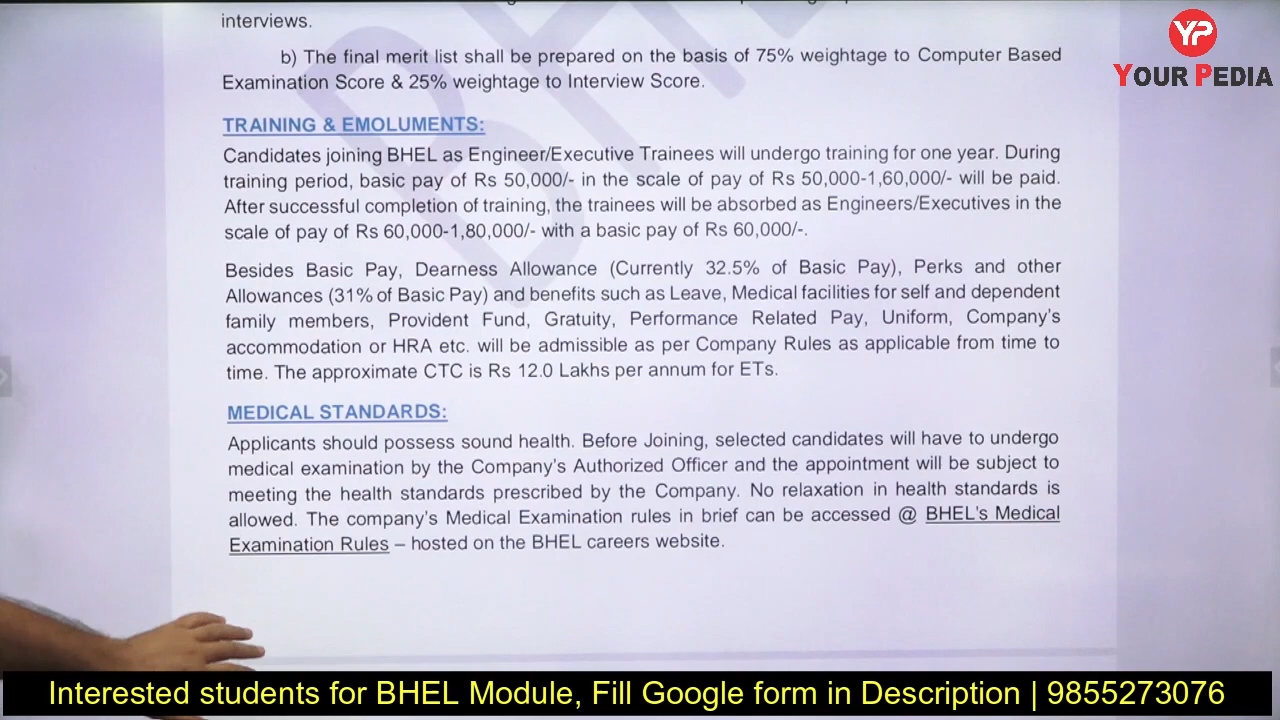 interviews.
b) The final merit list shall be prepared on the basis of 75% weightage to Computer Based
Examination Score & 25% weightage to Interview Score.
TRAINING & EMOLUMENTS:
Candidates joining BHEL as Engineer/Executive Trainees will undergo training for one year. During
training period, basic pay of Rs 50,000/- in the scale of pay of Rs 50,000-1,60,000/- will be paid.
After successful completion of training, the trainees will be absorbed as Engineers/Executives in the
scale of pay of Rs 60,000-1,80,000/- with a basic pay of Rs 60,000/-.
Besides Basic Pay, Dearness Allowance (Currently 32.5% of Basic Pay), Perks and other
Allowances (31% of Basic Pay) and benefits such as Leave, Medical facilities for self and dependent
family members, Provident Fund, Gratuity, Performance Related Pay, Uniform, Company's
accommodation or HRA etc. will be admissible as per Company Rules as applicable from time to
time. The approximate CTC is Rs 12.0 Lakhs per annum for ETs.
MEDICAL STANDARDS:
Applicants should possess sound health. Before Joining, selected candidates will have to undergo
medical examination by the Company's Authorized Officer and the appointment will be subject to
meeting the health standards prescribed by the Company. No relaxation in health standards is
allowed. The company's Medical Examination rules in brief can be accessed @ BHEL's Medical
Examination Rules – hosted on the BHEL careers website.
YP
YOUR PEDIA
Interested students for BHEL Module, Fill Google form in Description | 9855273076